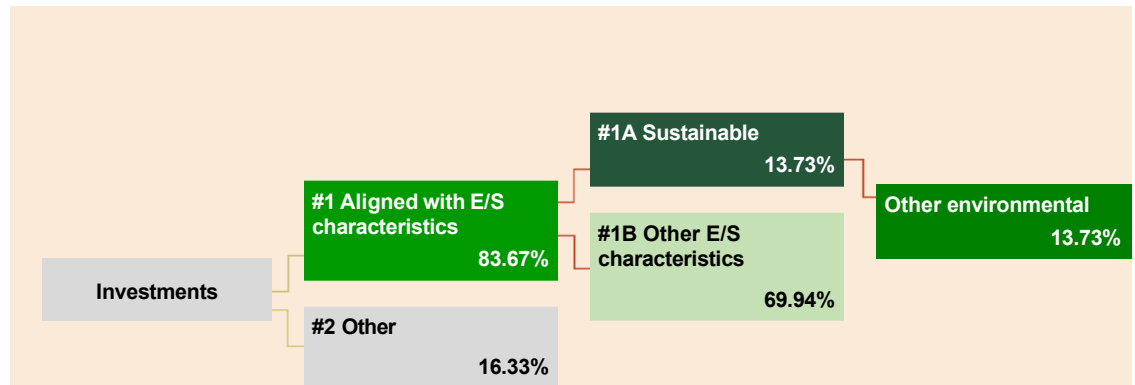 Investments
#1 Aligned with E/S
characteristics
83.67%
#2 Other
16.33%
#1A Sustainable
13.73%
#1B Other E/S
characteristics
69.94%
Other environmental
13.73%